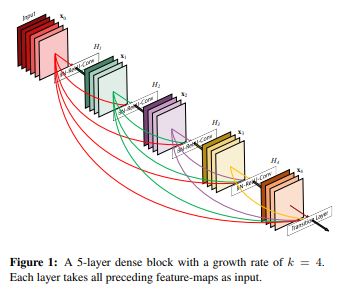 Input
x₀
H₁
x₁
BN-ReLU-Conv
H₂
x₂
BN-ReLU-Conv
H₃
x₃
BN-ReLU-Conv
H₄
x₄
BN-ReLU-Conv
Transition Layer
Figure 1: A 5-layer dense block with a growth rate of k = 4.
Each layer takes all preceding feature-maps as input.